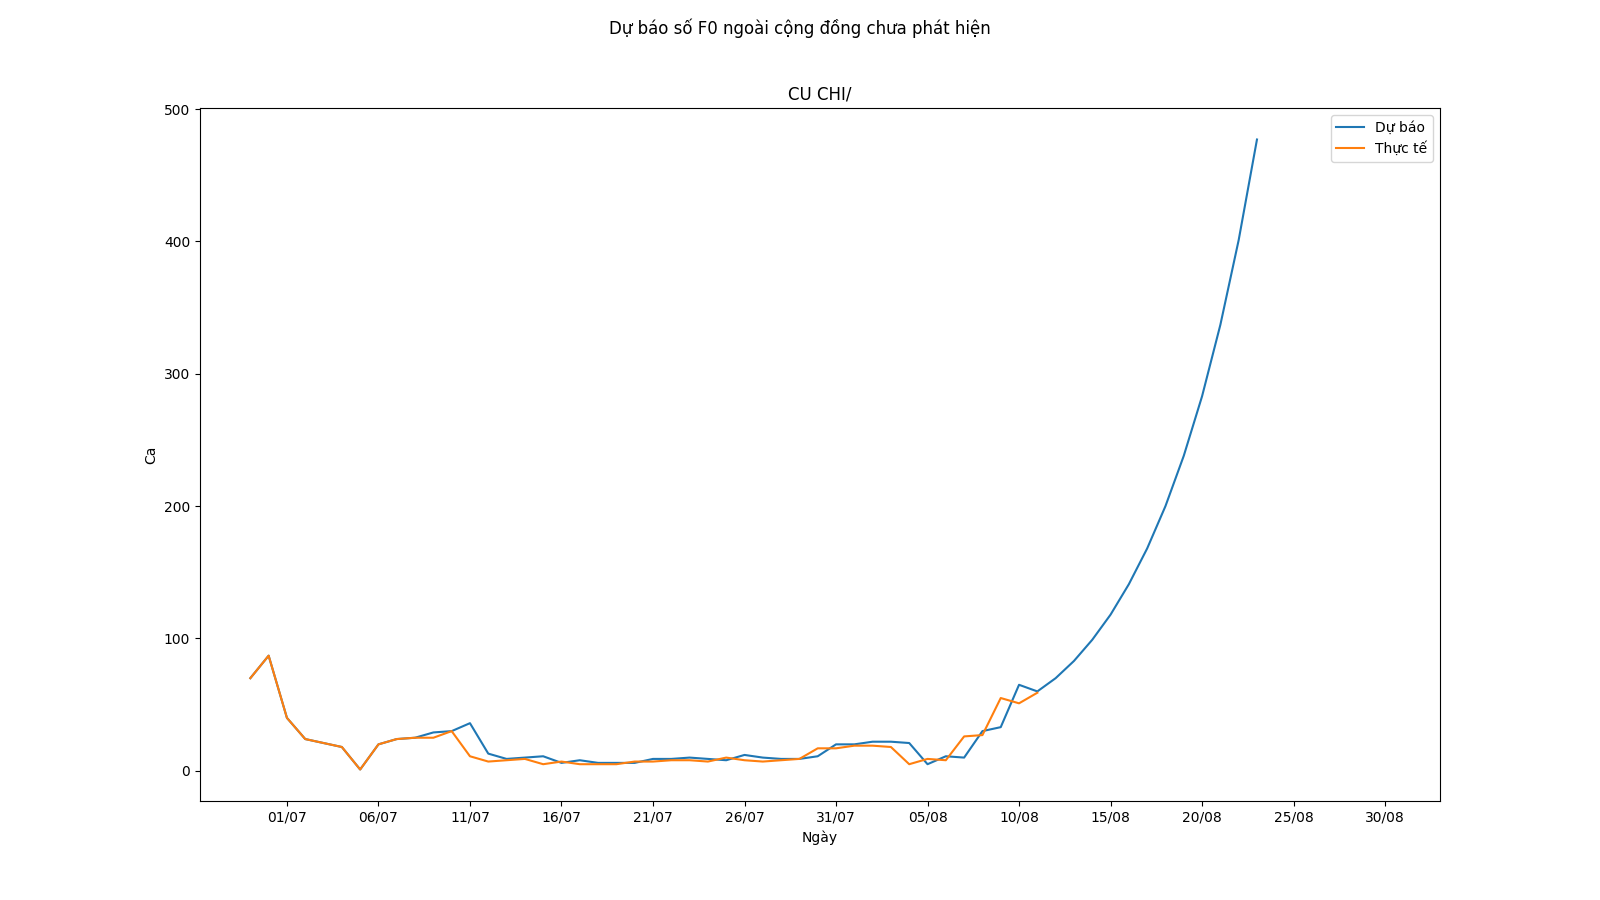 Dự báo số F0 ngoài cộng đồng chưa phát hiện
CU CHI/
500
400
300
200
100
0
Ca
Dự báo
Thực tế
01/07 06/07 11/07 16/07 21/07 26/07 31/07 05/08 10/08 15/08 20/08 25/08 30/08
Ngày